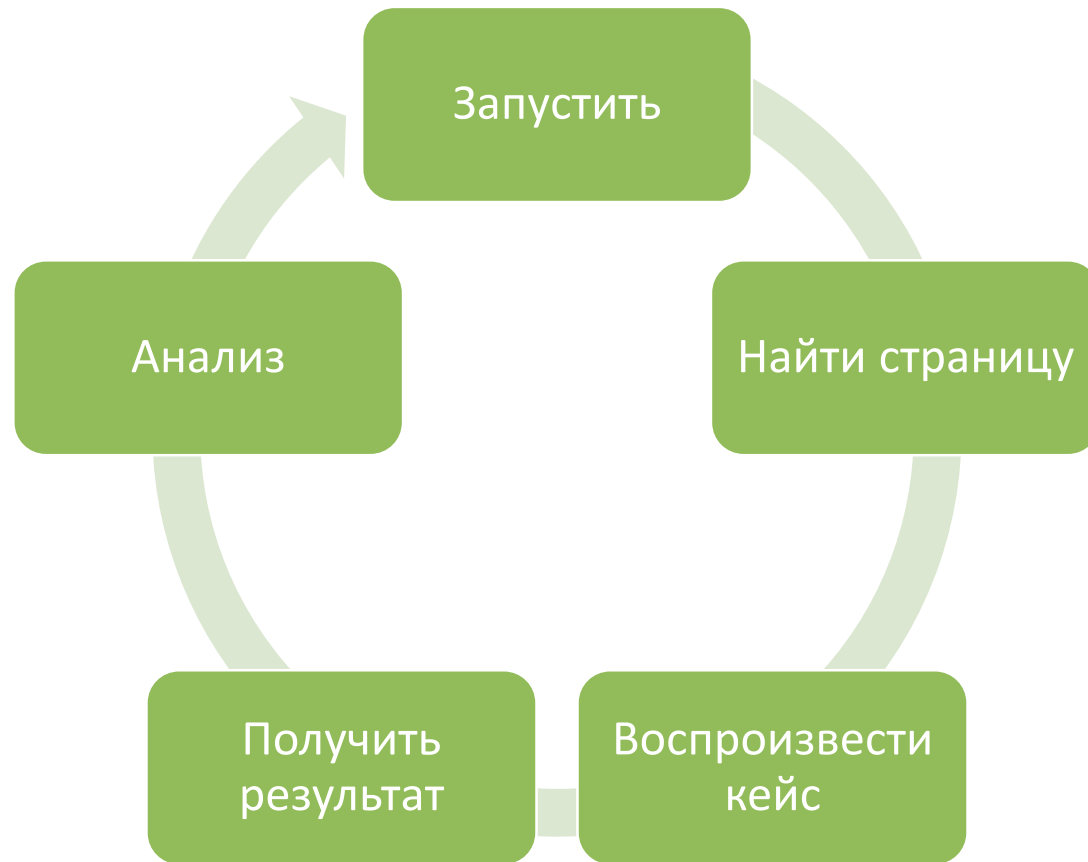 Запустить
Найти страницу
Воспроизвести
кейс
Получить
результат
Анализ